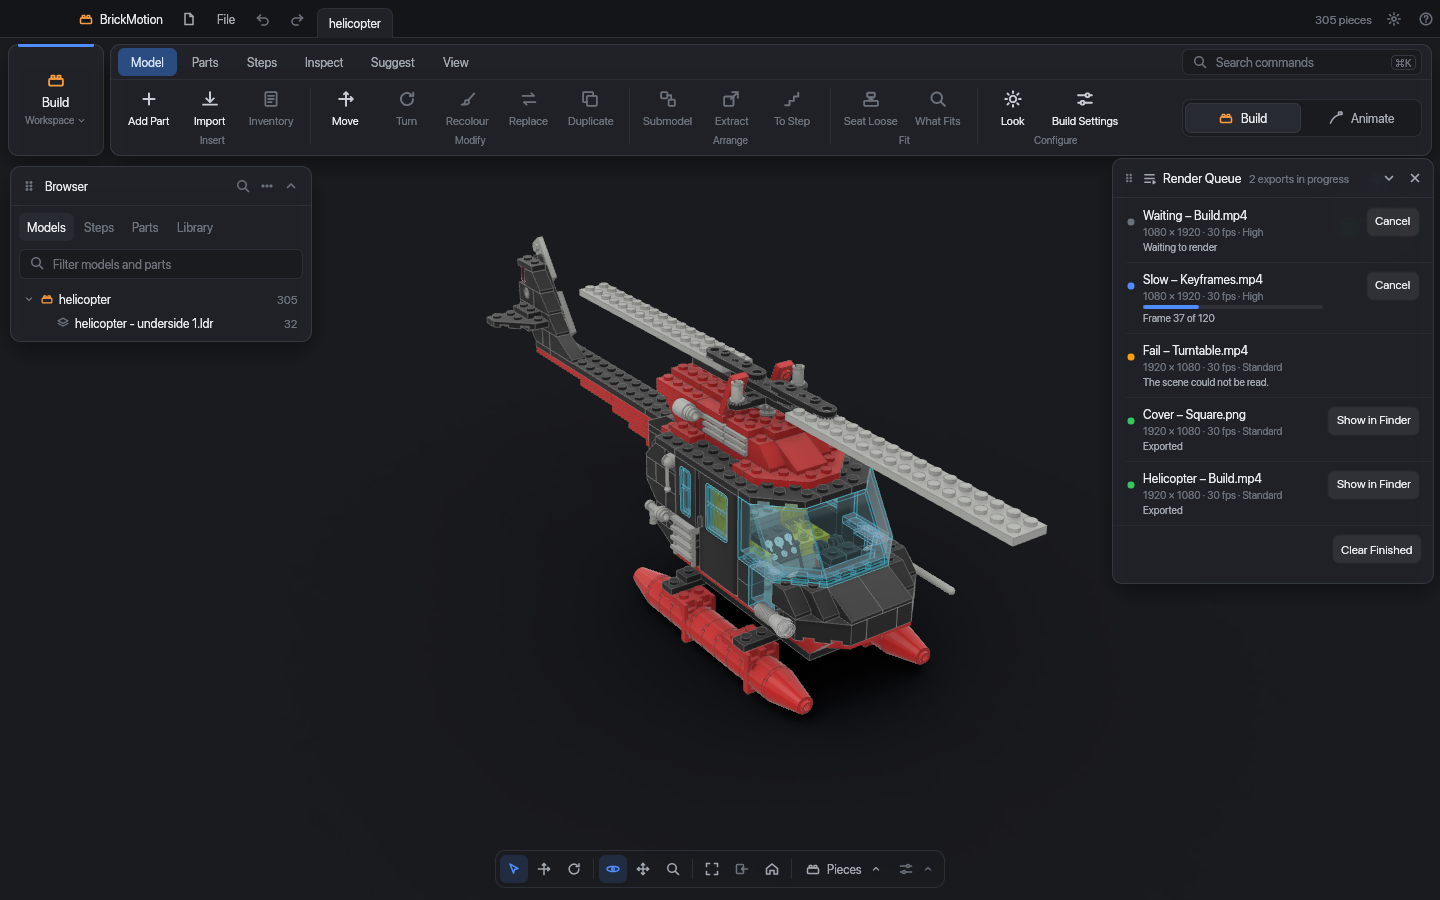 BrickMotion
File
helicopter
305 pieces
Build
Workspace
Model
Parts
Steps
Inspect
Suggest
View
Search commands
⌘K
Add Part
Import
Inventory
Insert
Move
Turn
Recolour
Replace
Duplicate
Modify
Submodel
Extract
To Step
Arrange
Seat Loose
What Fits
Fit
Look
Build Settings
Configure
Build
Animate
Browser
Models
Steps
Parts
Library
Filter models and parts
helicopter
305
helicopter - underside 1.ldr
32
Render Queue
2 exports in progress
Waiting – Build.mp4
1080 × 1920 · 30 fps · High
Waiting to render
Cancel
Slow – Keyframes.mp4
1080 × 1920 · 30 fps · High
Frame 37 of 120
Cancel
Fail – Turntable.mp4
1920 × 1080 · 30 fps · Standard
The scene could not be read.
Cover – Square.png
1920 × 1080 · 30 fps · Standard
Exported
Show in Finder
Helicopter – Build.mp4
1920 × 1080 · 30 fps · Standard
Exported
Show in Finder
Clear Finished
Pieces